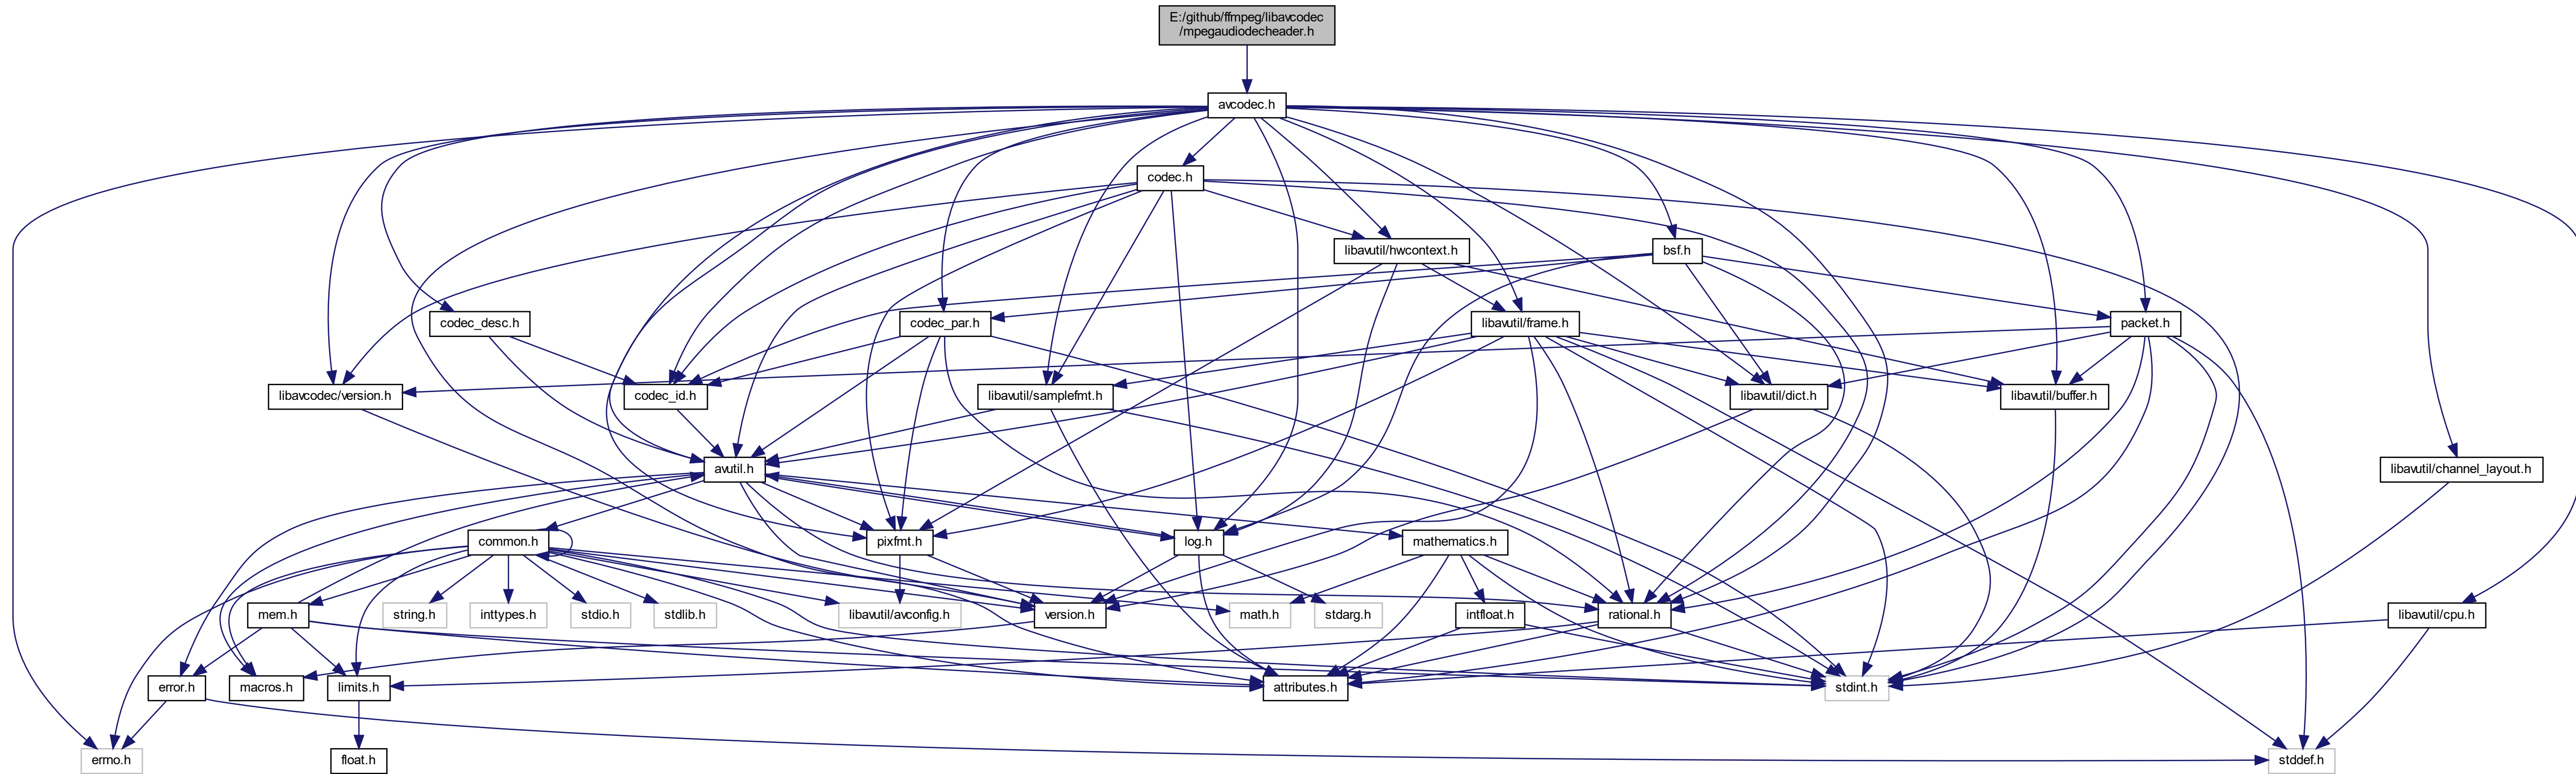 E:/github/ffmpeg/libavcodec
/mpegaudiodecheader.h
avcodec.h
codec.h
libavutil/hwcontext.h
bsf.h
codec_desc.h
codec_par.h
libavutil/frame.h
packet.h
libavcodec/version.h
codec_id.h
libavutil/samplefmt.h
libavutil/dict.h
libavutil/buffer.h
avutil.h
libavutil/channel_layout.h
common.h
pixfmt.h
log.h
mathematics.h
mem.h
string.h
inttypes.h
stdio.h
stdlib.h
libavutil/avconfig.h
version.h
math.h
stdarg.h
intfloat.h
rational.h
libavutil/cpu.h
error.h
macros.h
limits.h
attributes.h
stdint.h
errno.h
float.h
stddef.h